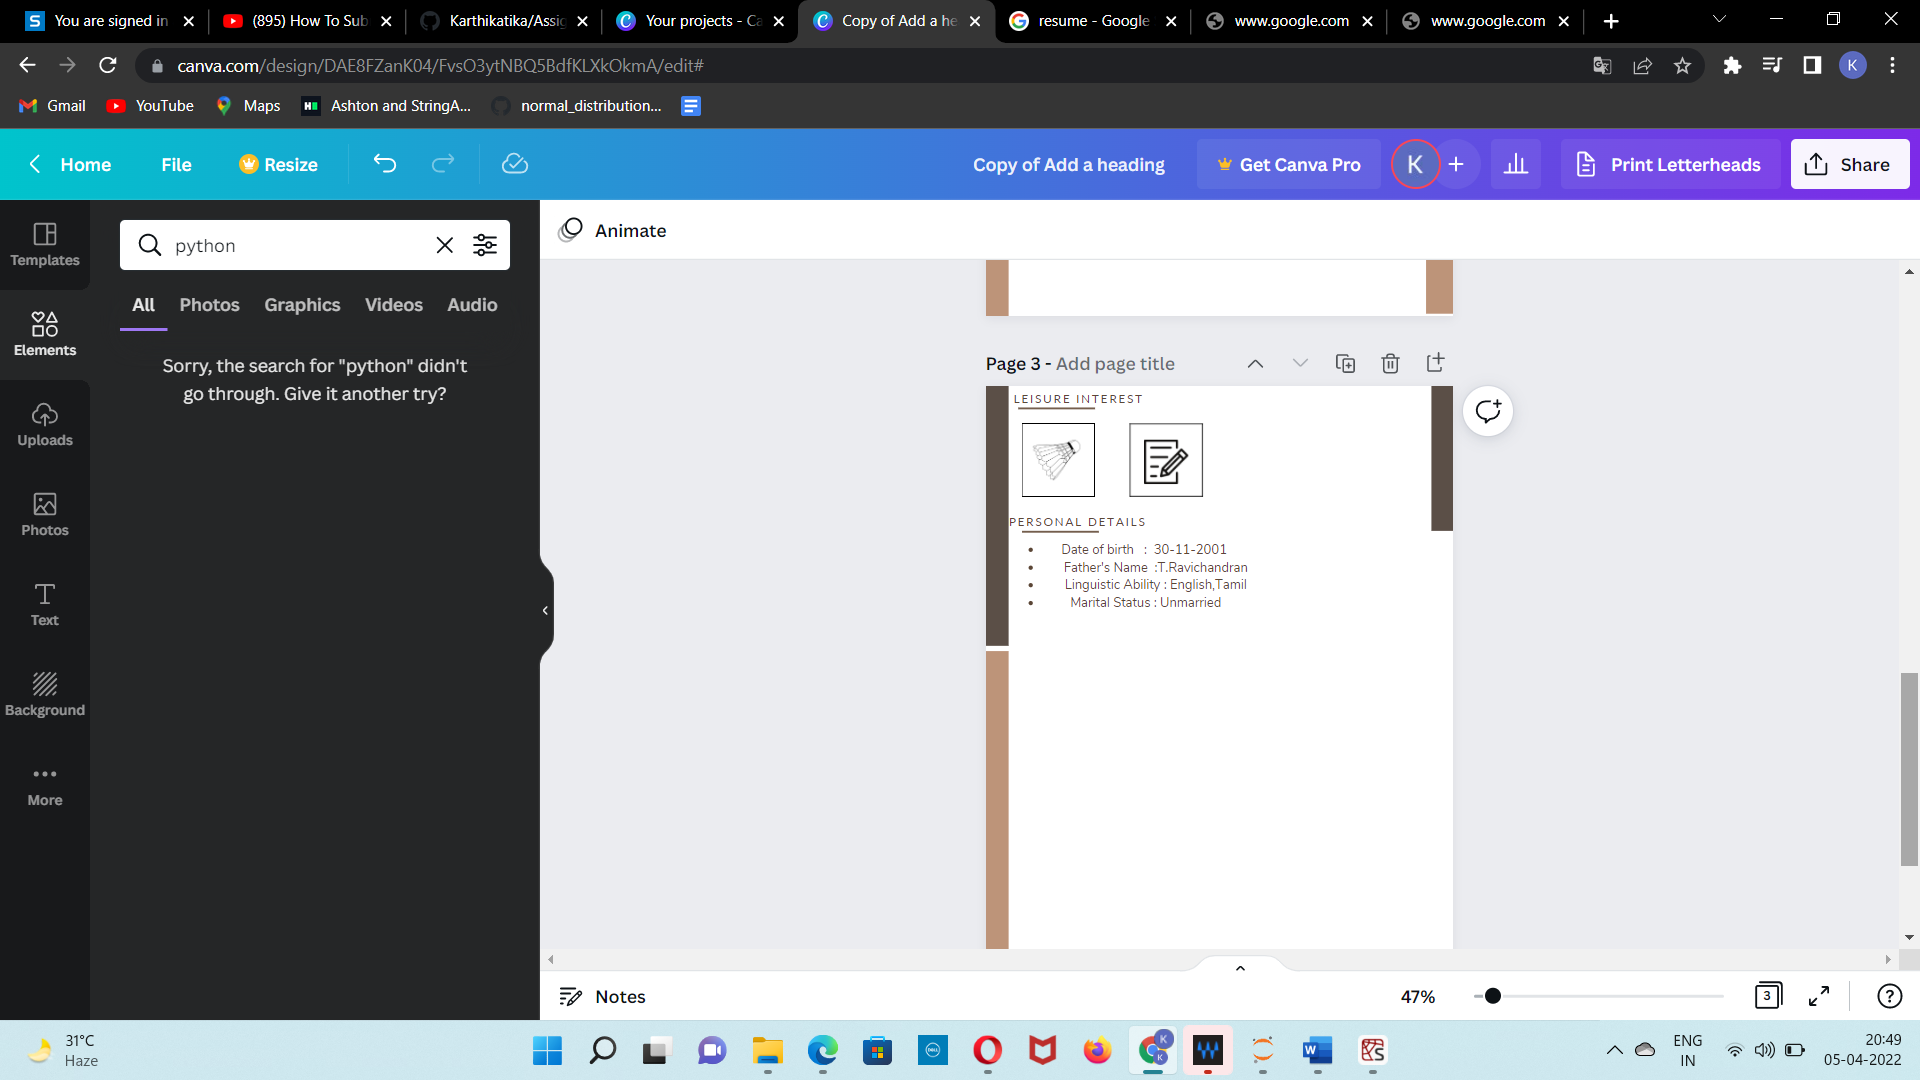 You are signed in
(895) How To Sub
Karthikatika/Assig
Your projects - Ca
Copy of Add a he
resume - Google
www.google.com
www.google.com
canva.com/design/DAE8FZanK04/FvsO3ytNBQ5BdfKLXkOkmA/edit#
K
Gmail
YouTube
Maps
Ashton and StringA...
normal_distribution...
Home
File
Resize
Copy of Add a heading
Get Canva Pro
K
Print Letterheads
Share
Templates
Elements
Uploads
Photos
Text
Background
More
python
All
Photos
Graphics
Videos
Audio
Sorry, the search for "python" didn't
go through. Give it another try?
Animate
Page 3 - Add page title
LEISURE INTEREST
PERSONAL DETAILS
• Date of birth : 30-11-2001
• Father's Name :T.Ravichandran
• Linguistic Ability : English,Tamil
• Marital Status : Unmarried
Notes
47%
3
31°C
Haze
ENG
IN
20:49
05-04-2022